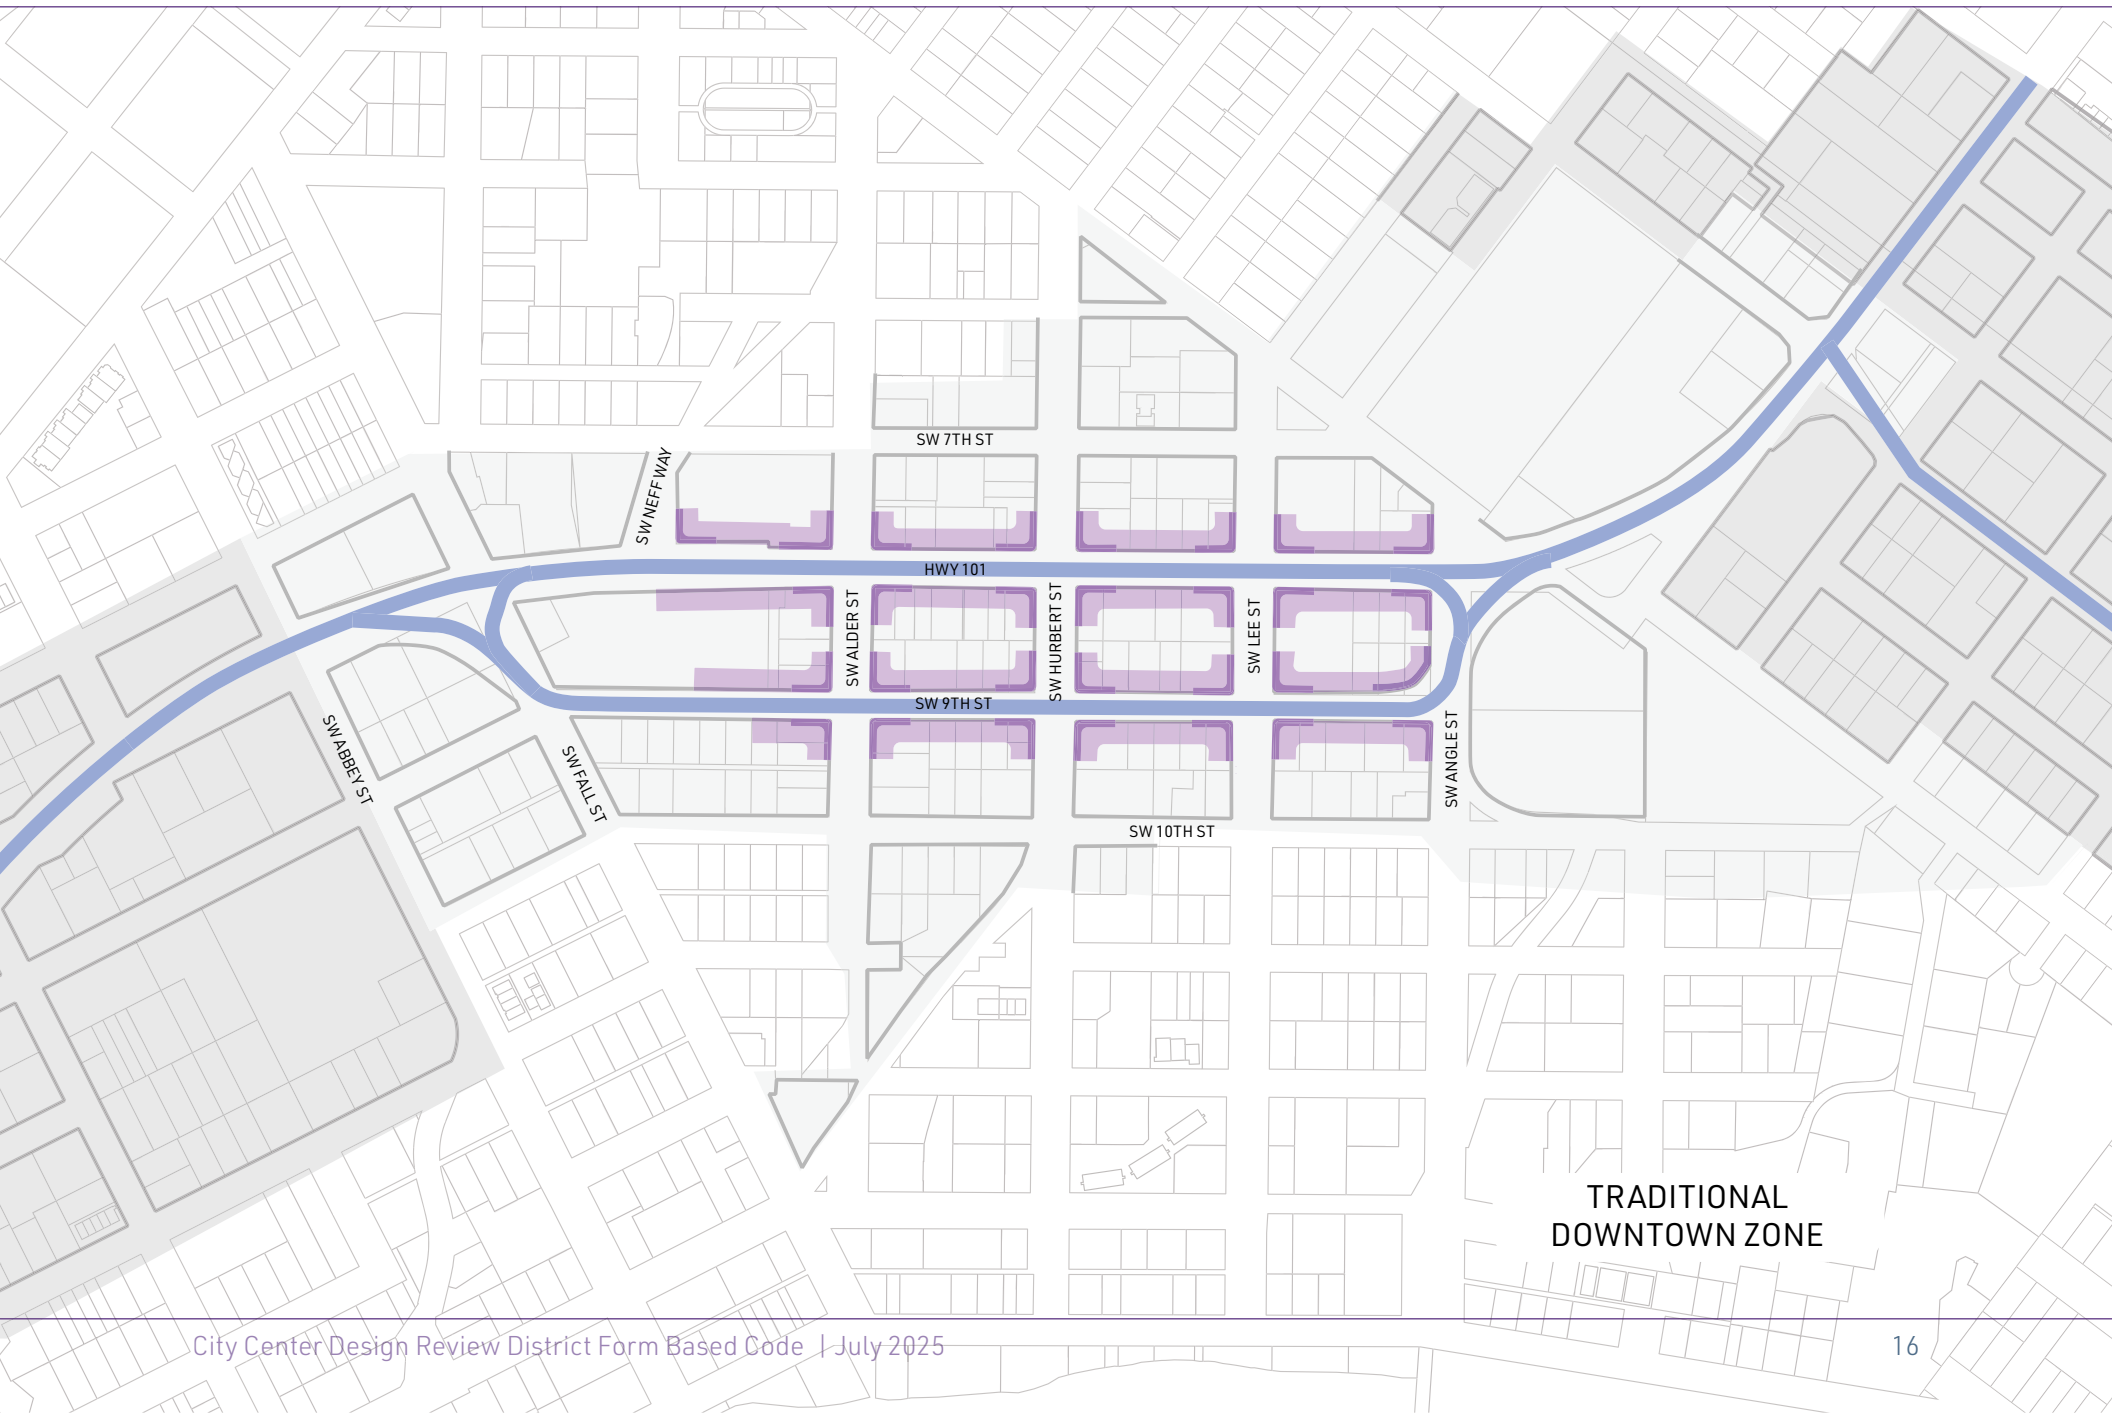 SW 7TH ST
SW NEFF WAY
HWY 101
SW ALDER ST
SW HURBERT ST
SW LEE ST
SW 9TH ST
SW ABBEY ST
SW FALL ST
SW ANGLE ST
SW 10TH ST
TRADITIONAL
DOWNTOWN ZONE
City Center Design Review District Form Based Code | July 2025
16